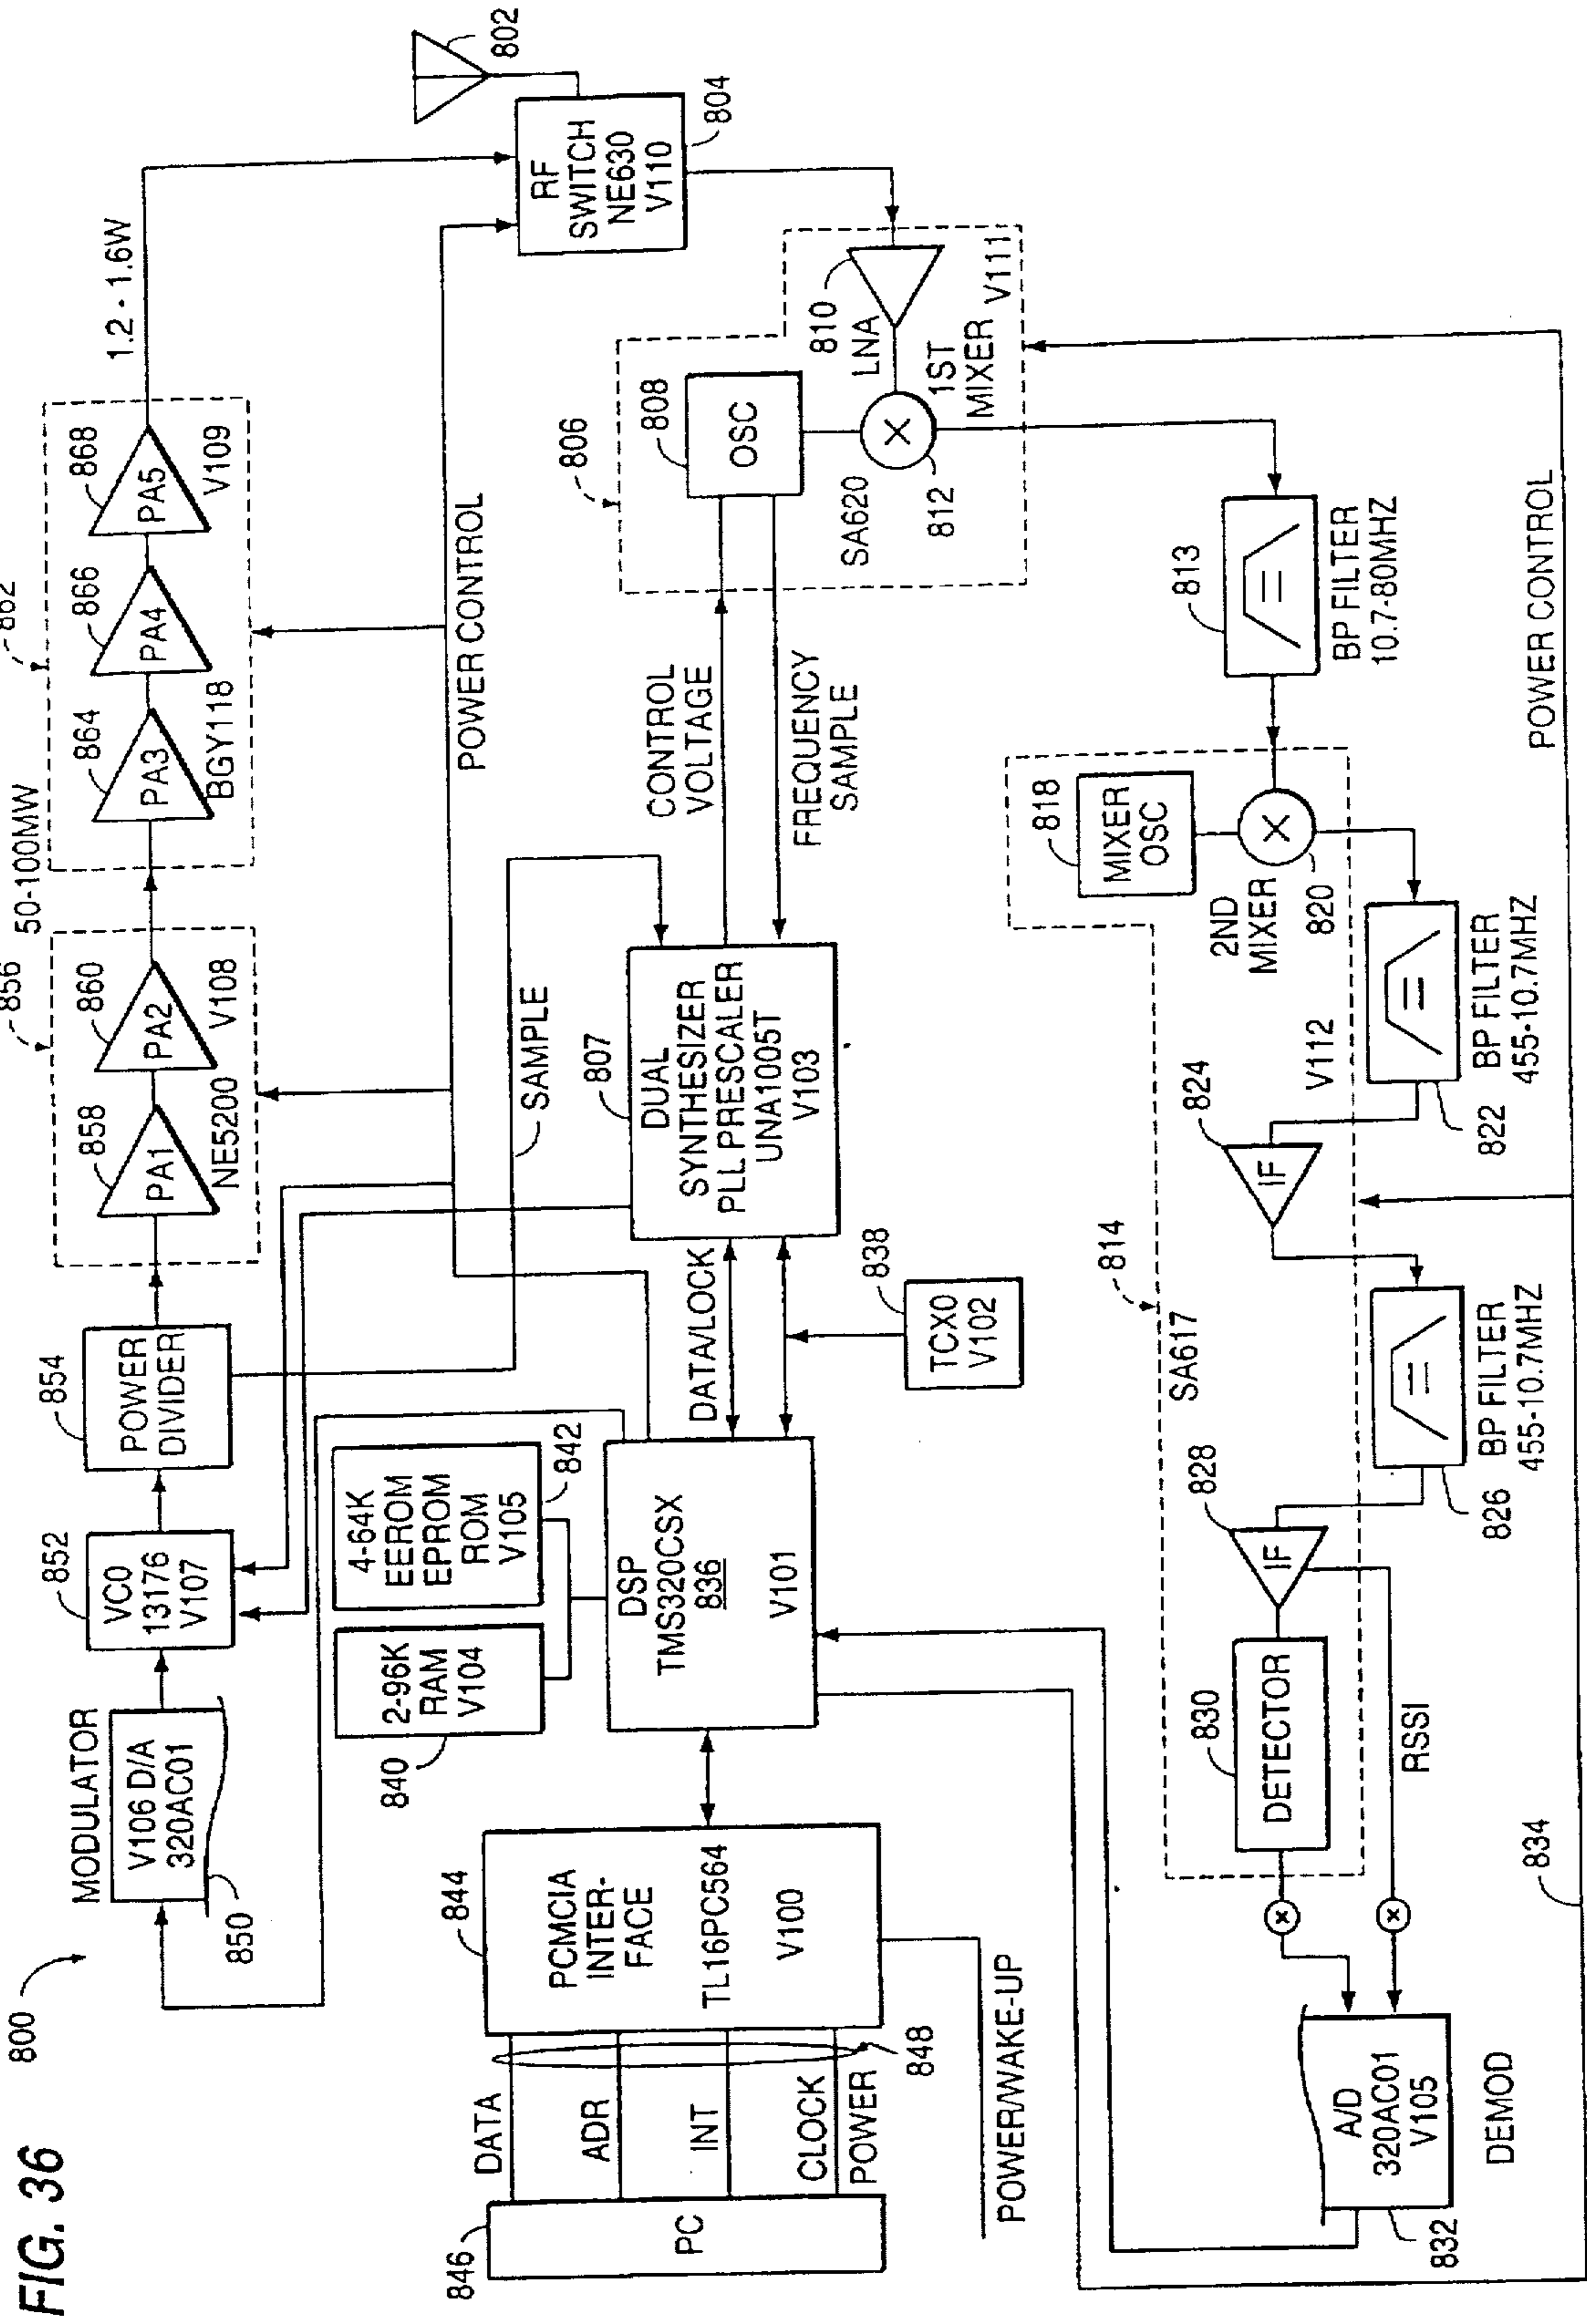 FIG. 36
800
MODULATOR
V106 D/A
320AC01
850
852
VC0
13176
V107
854
POWER
DIVIDER
856
858
PA1
860
PA2
NE5200
V108
50-100MW
862
864
PA3
866
PA4
868
PA5
BGY118
V109
1.2 - 1.6W
802
RF
SWITCH
NE630
V110
804
POWER CONTROL
SAMPLE
846
PC
DATA
ADR
INT
CLOCK
POWER
848
844
PCMCIA
INTER-
FACE
TL16PC564
V100
POWER/WAKE-UP
2-96K
RAM
V104
840
4-64K
EEROM
EPROM
ROM
V105
842
DSP
TMS320CSX
836
V101
DATA/LOCK
838
TCX0
V102
807
DUAL
SYNTHESIZER
PLL.PRESCALER
UNA1005T
V103
CONTROL
VOLTAGE
FREQUENCY
SAMPLE
806
808
OSC
810
LNA
SA620
812
1ST
MIXER
V111
813
BP FILTER
10.7-80MHZ
814
SA617
818
MIXER
OSC
2ND
MIXER
820
V112
BP FILTER
455-10.7MHZ
822
824
IF
BP FILTER
455-10.7MHZ
826
828
IF
830
DETECTOR
RSSI
A/D
320AC01
V105
832
DEMOD
834
POWER CONTROL